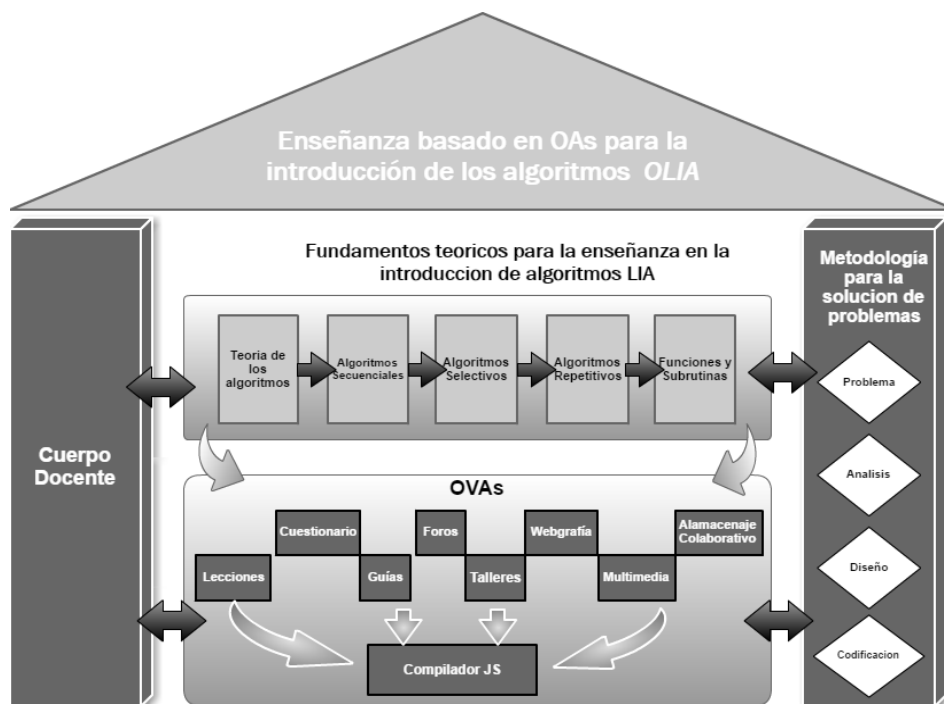 Enseñanza basado en OAs para la
introducción de los algoritmos OLIA
Fundamentos teoricos para la enseñanza en la
introduccion de algoritmos LIA
Teoria de
los
algoritmos
Algoritmos
Secuenciales
Algoritmos
Selectivos
Algoritmos
Repetitivos
Funciones y
Subrutinas
Cuerpo
Docente
OVAs
Cuestionario
Foros
Webgrafía
Alamacenaje
Colaborativo
Lecciones
Guías
Talleres
Multimedia
Compilador JS
Metodología
para la
solucion de
problemas
Problema
Analisis
Diseño
Codificacion